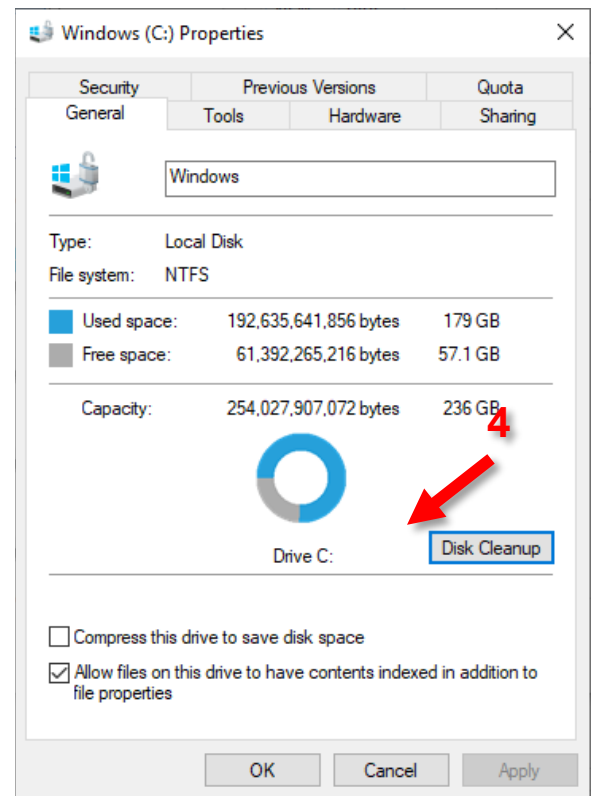 Windows (C:) Properties
Security Previous Versions Quota
General Tools Hardware Sharing
Windows
Type: Local Disk
File system: NTFS
Used space: 192,635,641,856 bytes 179 GB
Free space: 61,392,265,216 bytes 57.1 GB
Capacity: 254,027,907,072 bytes 236 GB
4
Drive C: Disk Cleanup
Compress this drive to save disk space
Allow files on this drive to have contents indexed in addition to
file properties
OK Cancel Apply